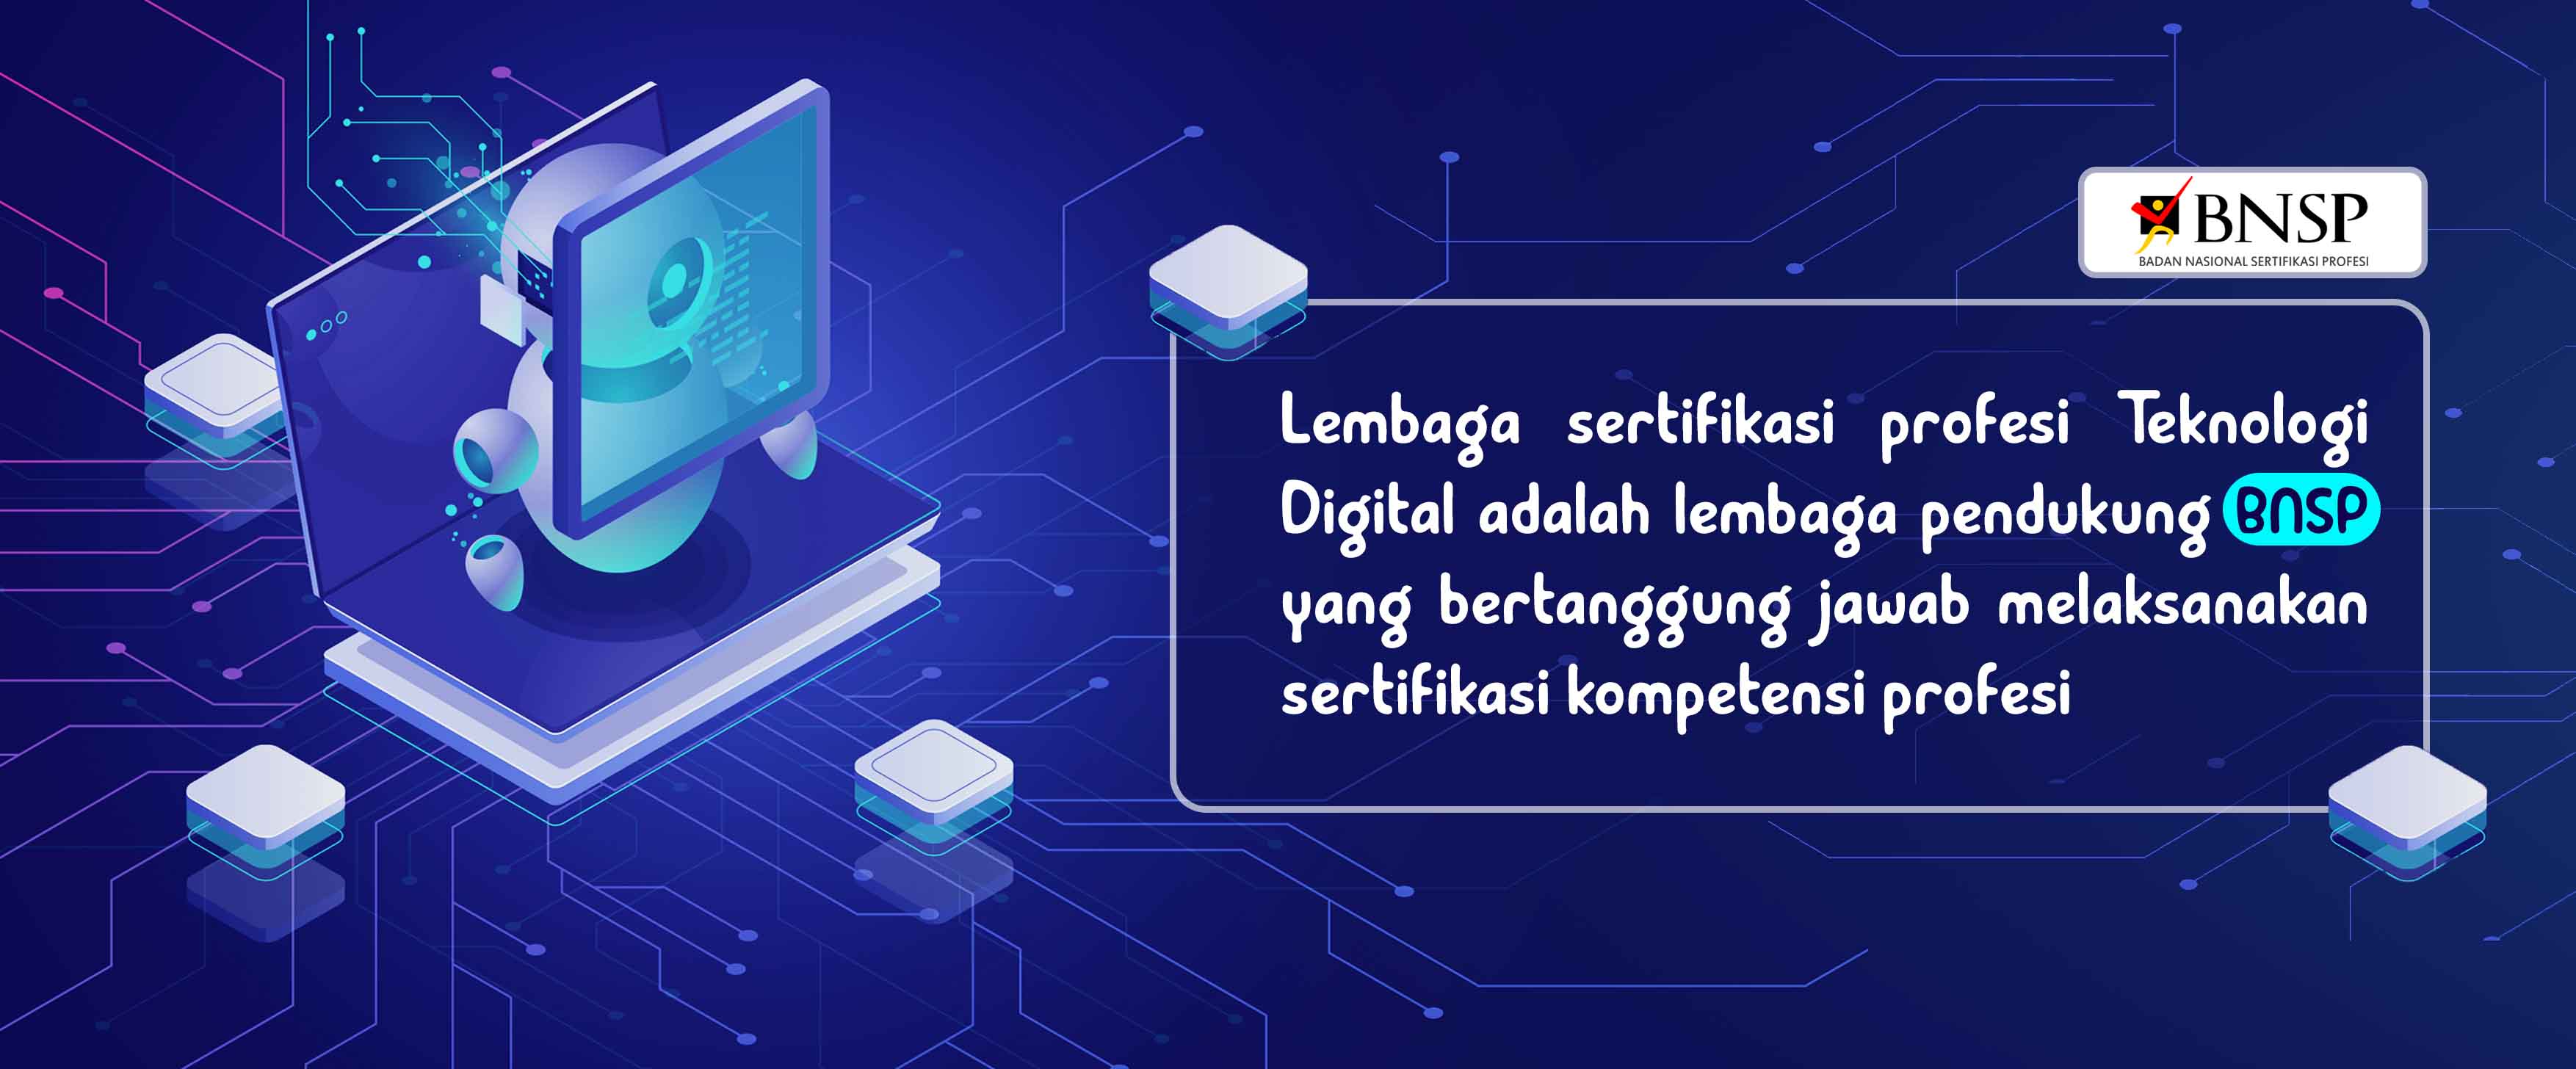 BNSP
BADAN NASIONAL SERTIFIKASI PROFESI
Lembaga sertifikasi profesi Teknologi
Digital adalah lembaga pendukung BNSP
yang bertanggung jawab melaksanakan
sertifikasi kompetensi profesi